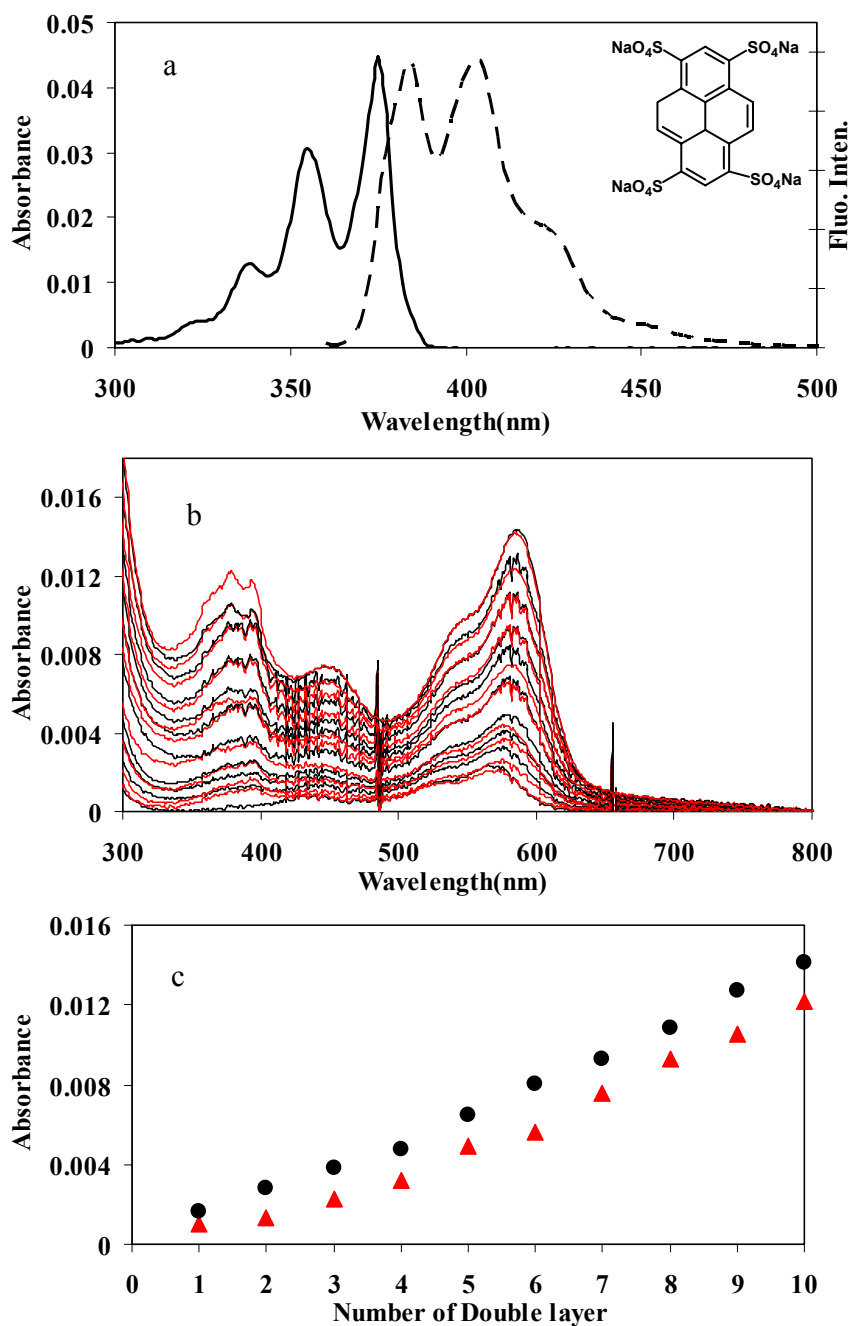 a
0.05
0.04
0.03
0.02
0.01
0
Absorbance
300 350 400 450 500
Wavelength(nm)
Fluo. Inten.
NaO4S SO4Na
NaO4S SO4Na
b
0.016
0.012
0.008
0.004
0
Absorbance
300 400 500 600 700 800
Wavelength(nm)
c
0.016
0.012
0.008
0.004
0
Absorbance
0 1 2 3 4 5 6 7 8 9 10
Number of Double layer